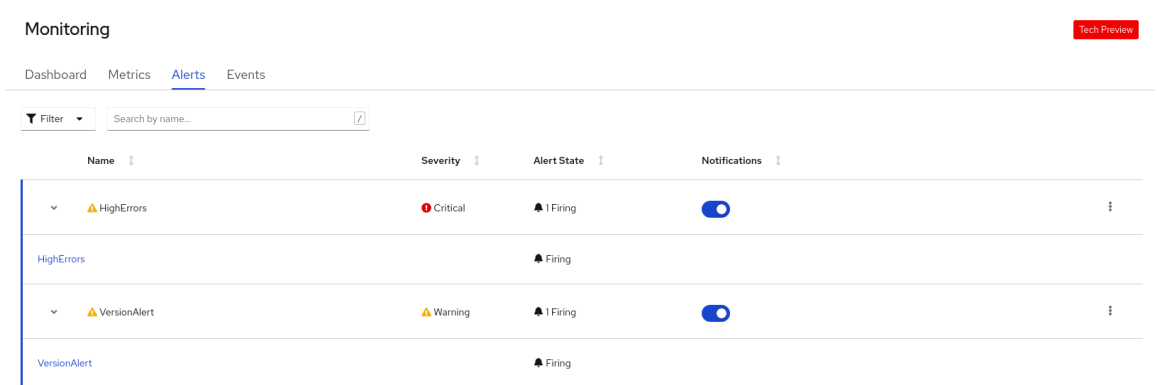 Monitoring
Tech Preview
Dashboard Metrics Alerts Events
Filter Search by name... /
Name Severity Alert State Notifications
HighErrors Critical 1 Firing
HighErrors Firing
VersionAlert Warning 1 Firing
VersionAlert Firing